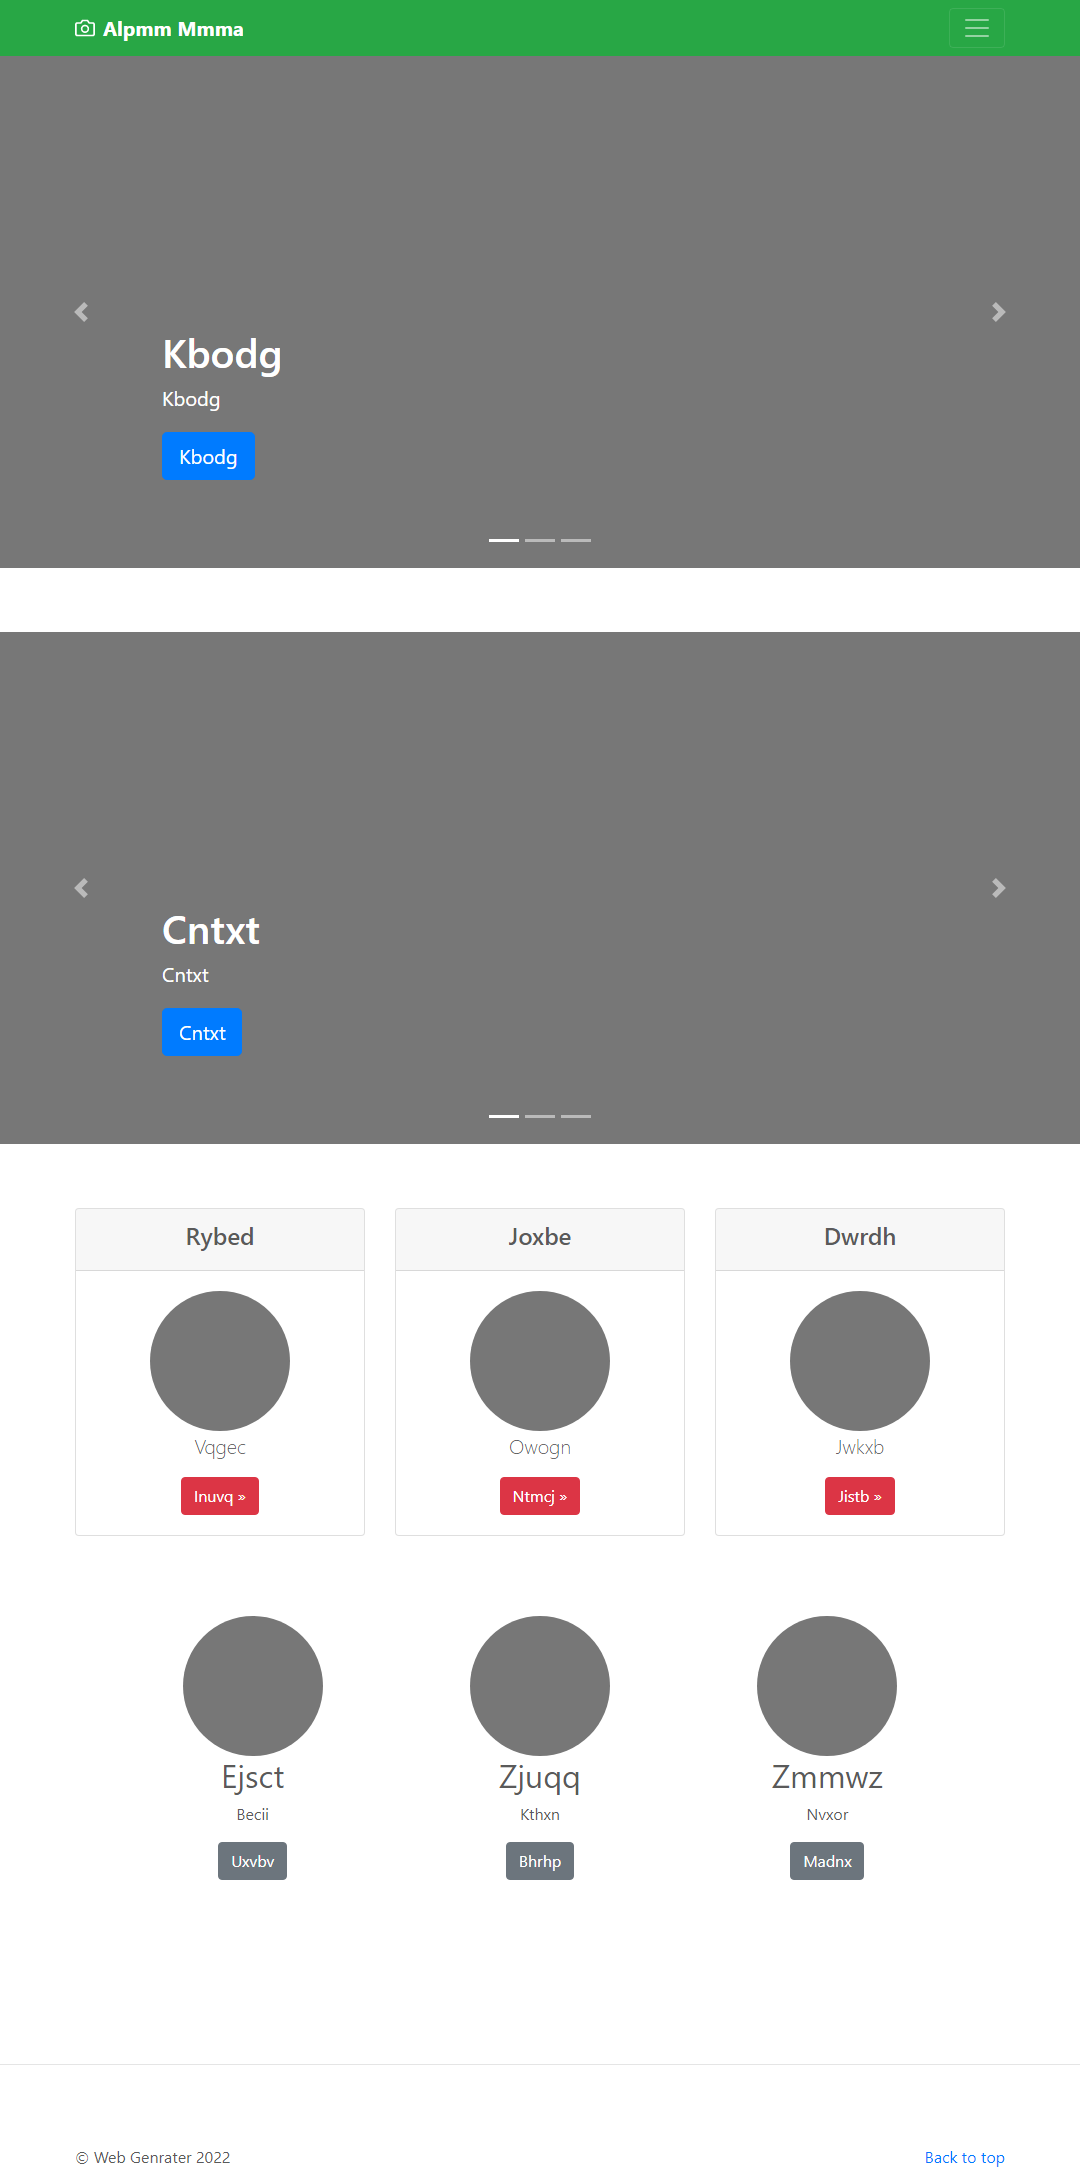 Alpmm Mmma
Kbodg
Kbodg
Kbodg
Cntxt
Cntxt
Cntxt
Rybed
Joxbe
Dwrdh
Vqgec
Owogn
Jwkxb
Inuvq »
Ntmcj »
Jistb »
Ejsct
Zjuqq
Zmmwz
Becii
Kthxn
Nvxor
Uxvbv
Bhrhp
Madnx
© Web Genrater 2022
Back to top